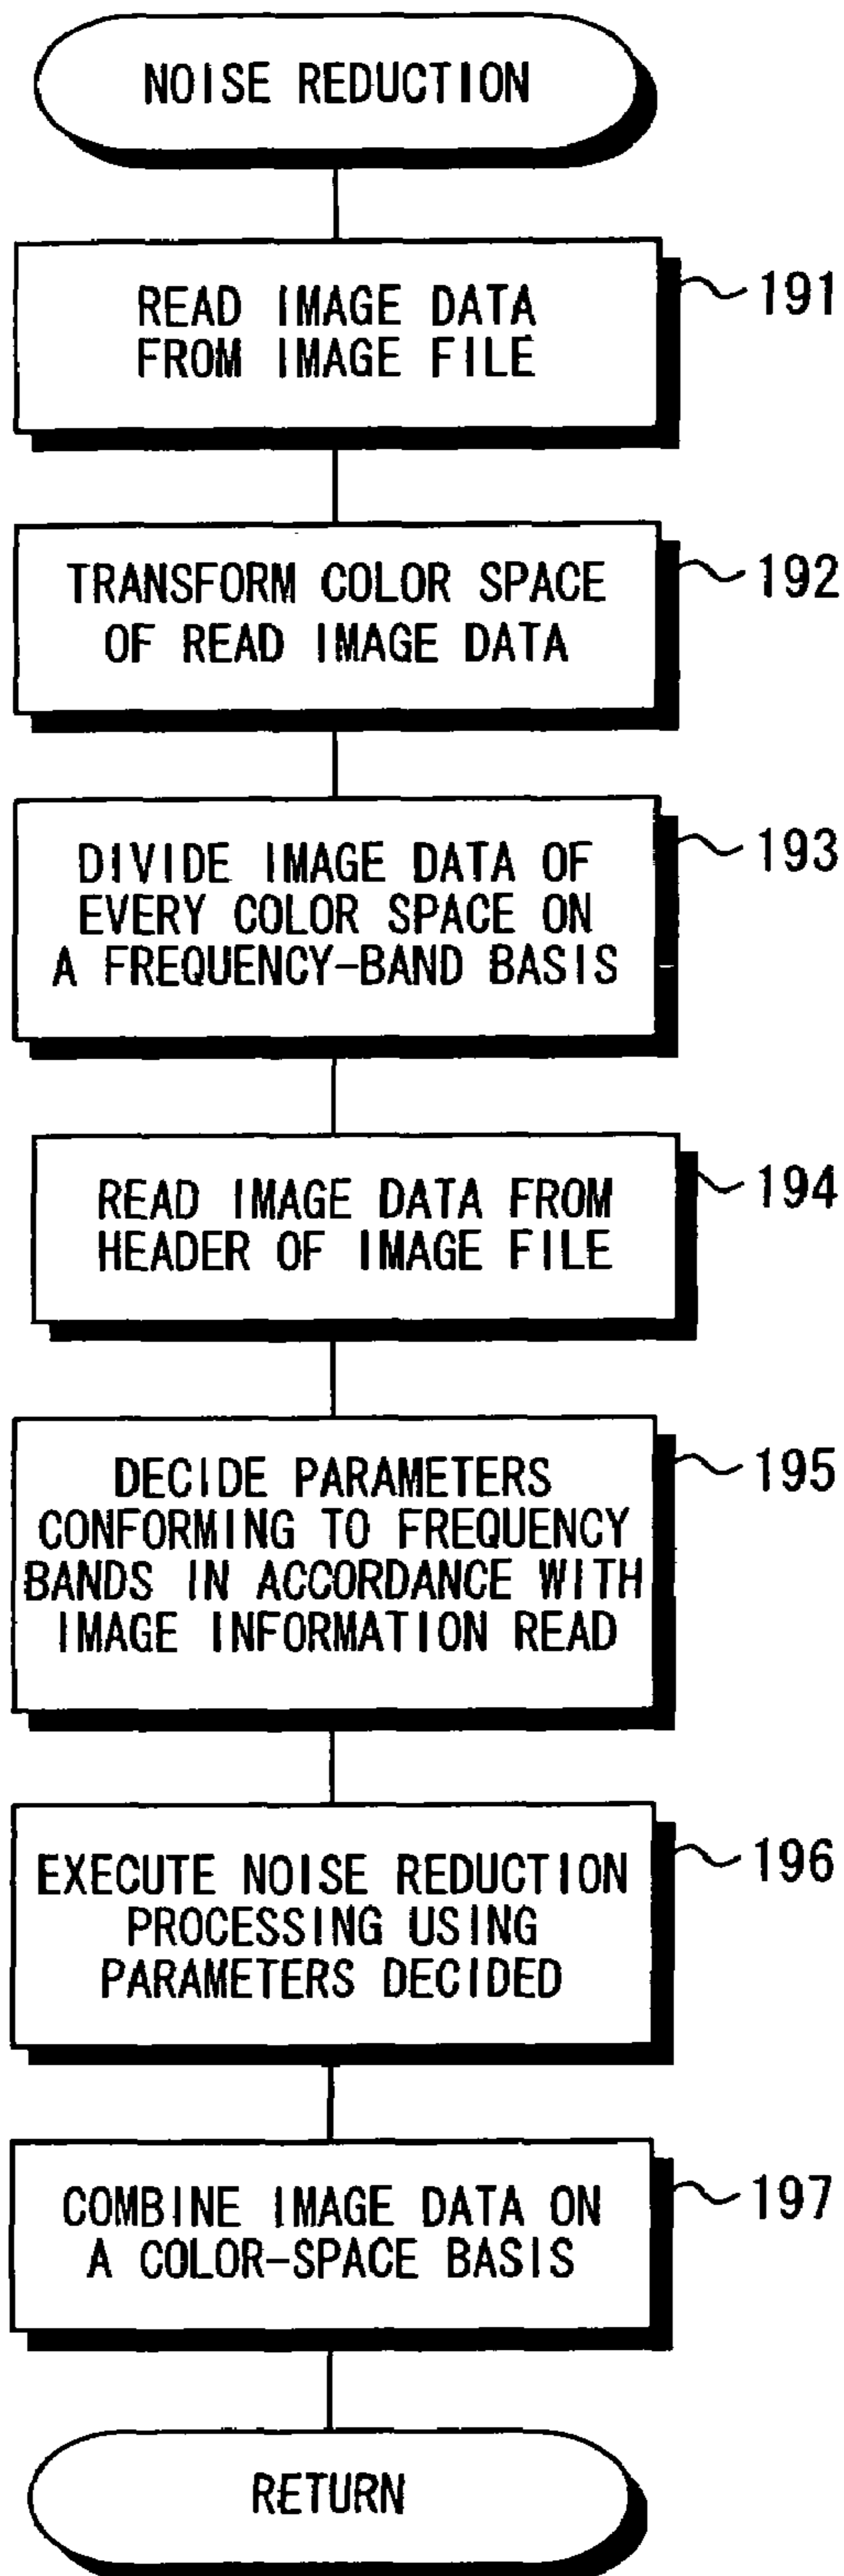 NOISE REDUCTION
READ IMAGE DATA
FROM IMAGE FILE
191
TRANSFORM COLOR SPACE
OF READ IMAGE DATA
192
DIVIDE IMAGE DATA OF
EVERY COLOR SPACE ON
A FREQUENCY-BAND BASIS
193
READ IMAGE DATA FROM
HEADER OF IMAGE FILE
194
DECIDE PARAMETERS
CONFORMING TO FREQUENCY
BANDS IN ACCORDANCE WITH
IMAGE INFORMATION READ
195
EXECUTE NOISE REDUCTION
PROCESSING USING
PARAMETERS DECIDED
196
COMBINE IMAGE DATA ON
A COLOR-SPACE BASIS
197
RETURN